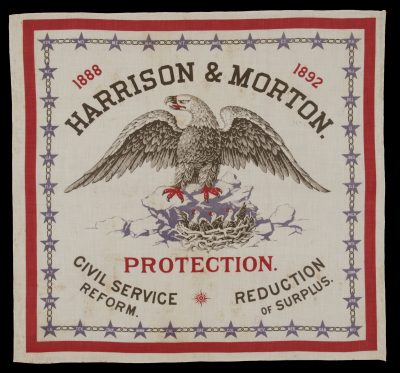 1888
1892
HARRISON & MORTON.
PROTECTION.
CIVIL SERVICE
REFORM.
REDUCTION
OF SURPLUS.